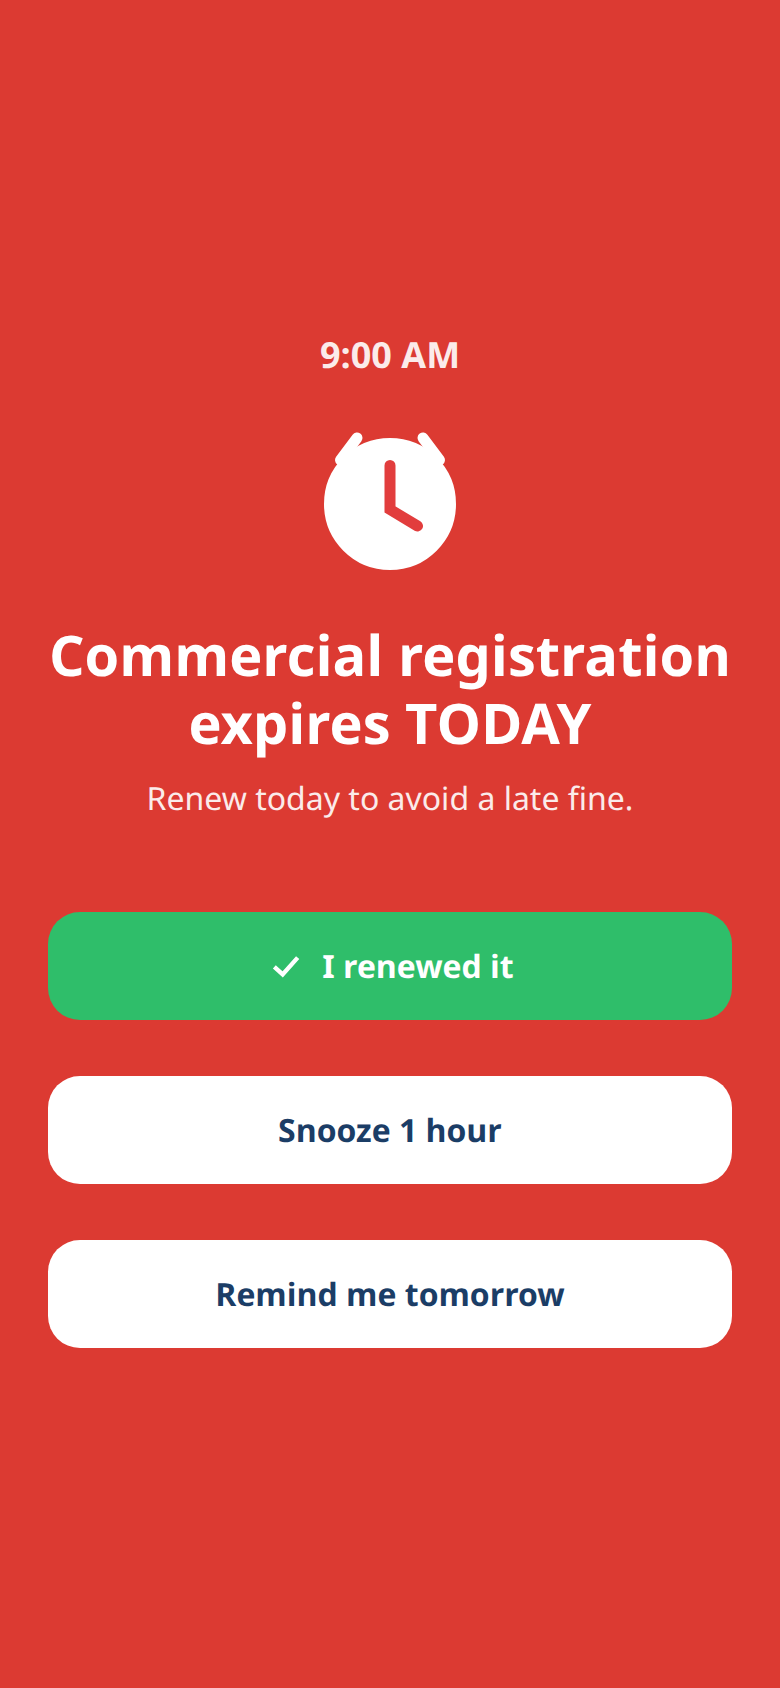 9:00 AM
Commercial registration
expires TODAY
Renew today to avoid a late fine.
I renewed it
Snooze 1 hour
Remind me tomorrow